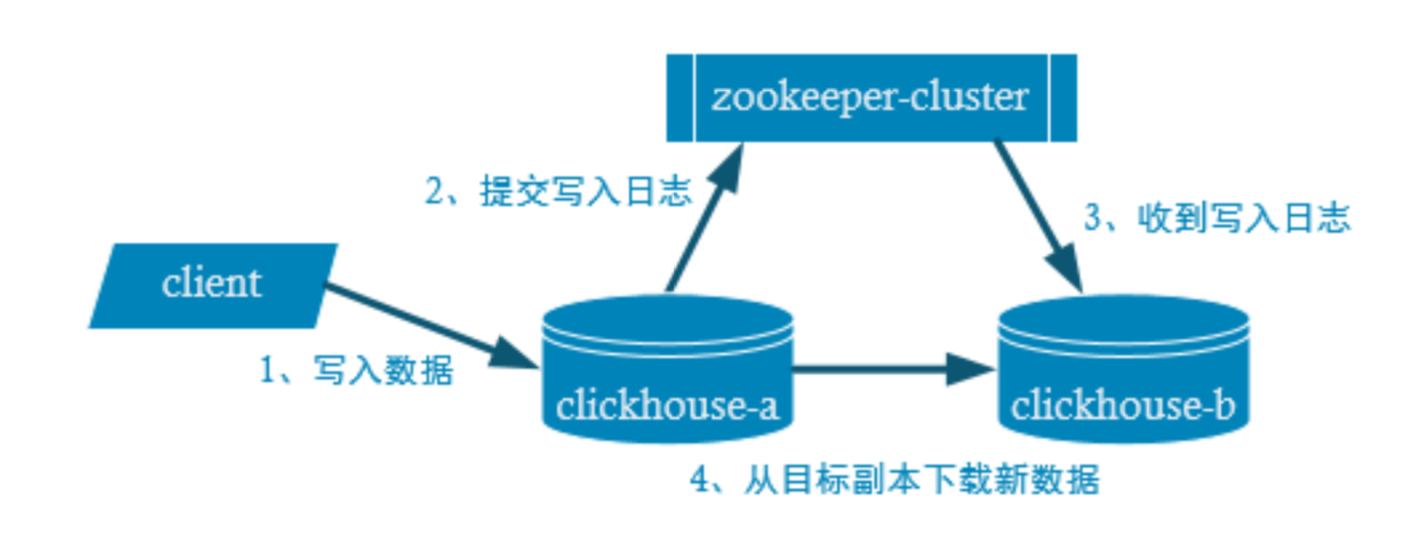 zookeeper-cluster
2、提交写入日志
3、收到写入日志
client
1、写入数据
clickhouse-a
clickhouse-b
4、从目标副本下载新数据